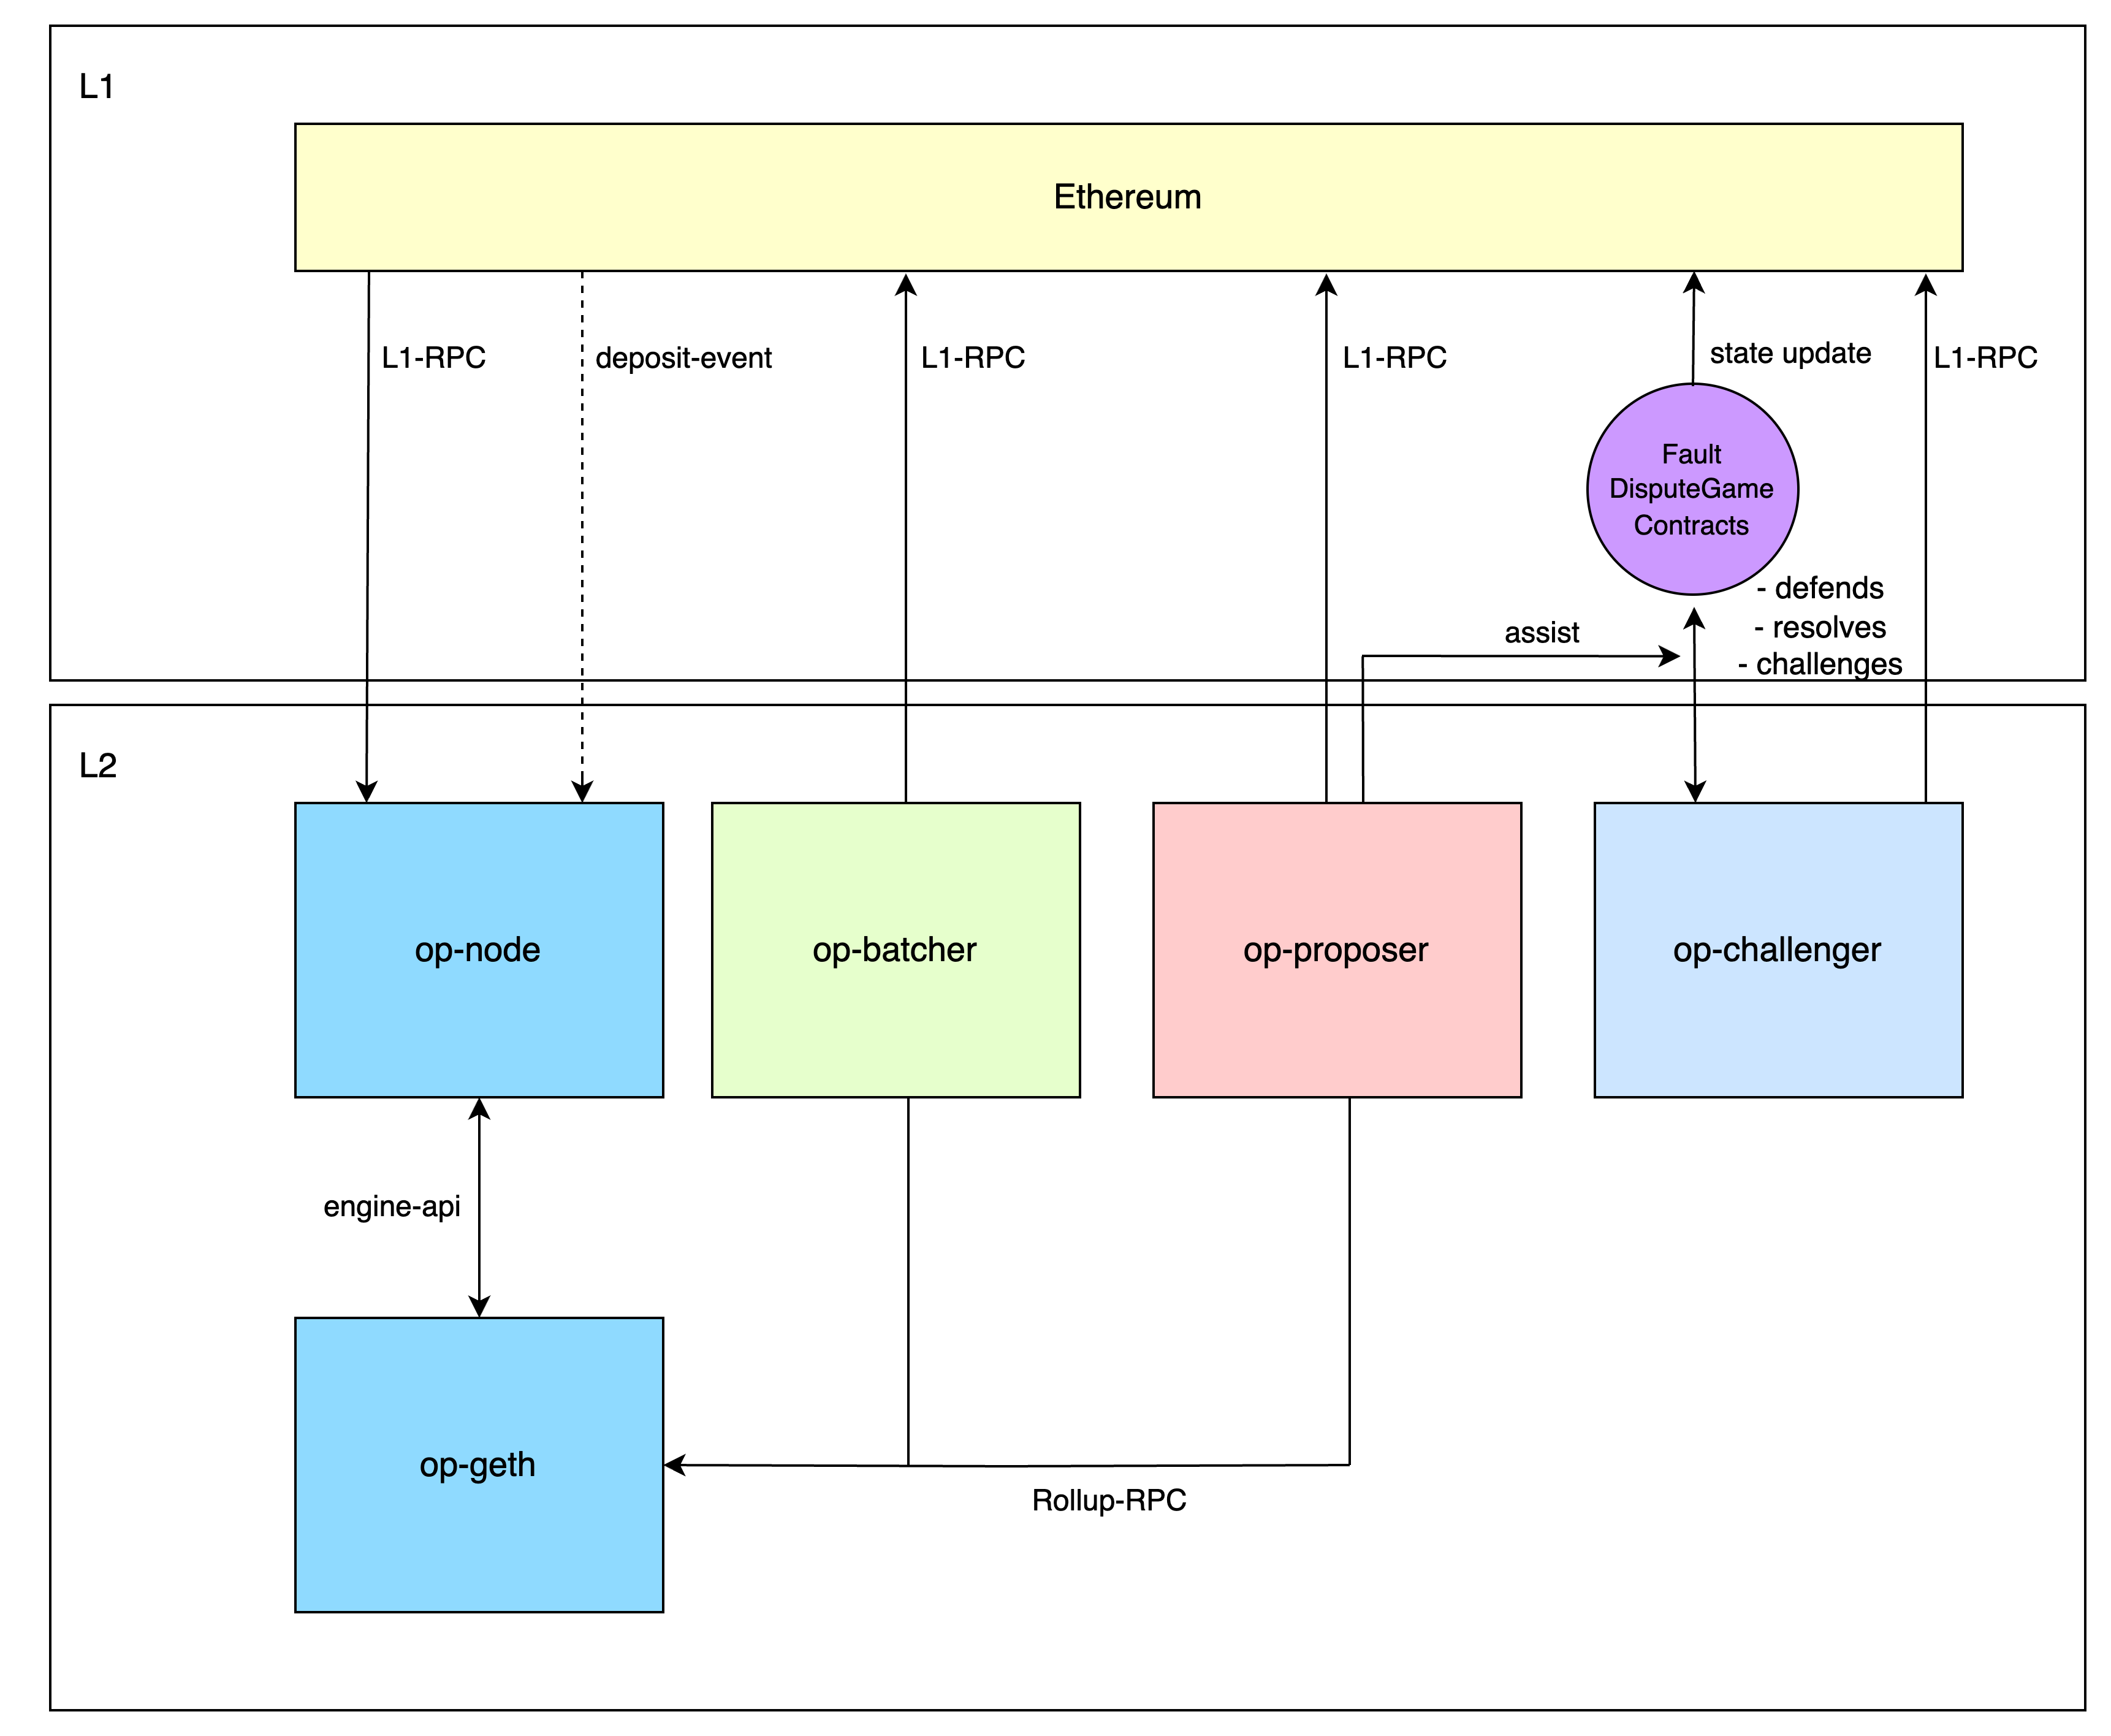 L1
Ethereum
L1-RPC
deposit-event
L1-RPC
L1-RPC
state update
L1-RPC
Fault
DisputeGame
Contracts
- defends
- resolves
- challenges
assist
L2
op-node
op-batcher
op-proposer
op-challenger
engine-api
op-geth
Rollup-RPC